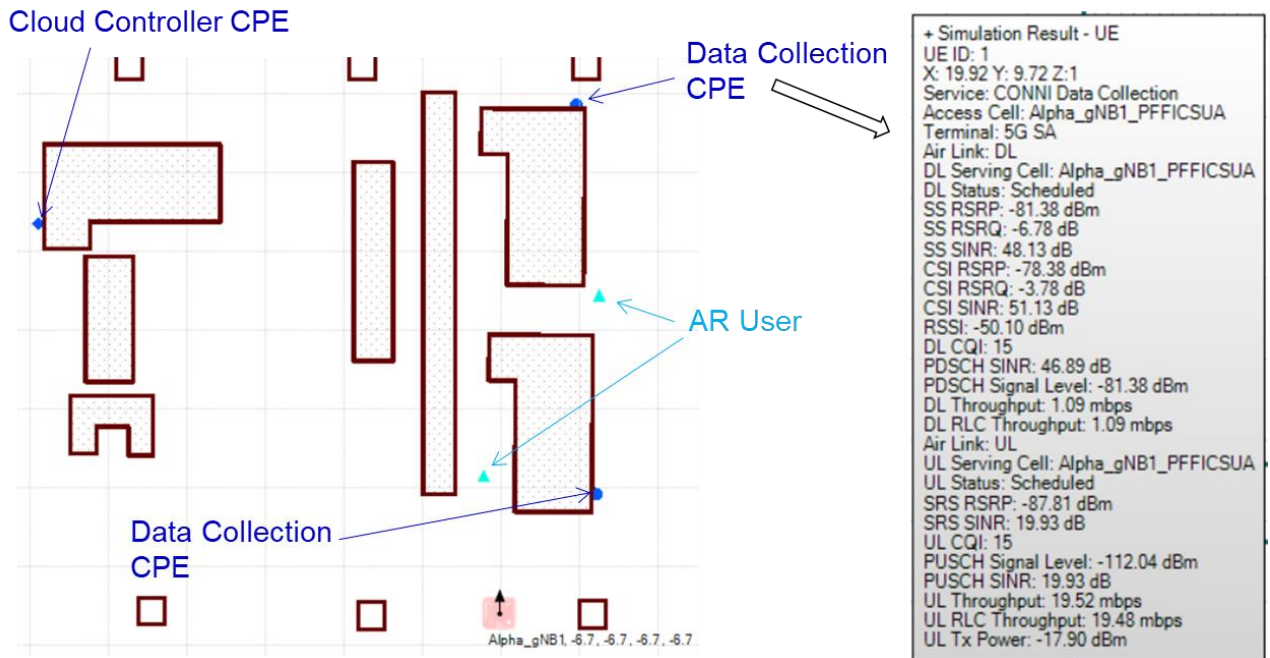 Cloud Controller CPE
Data Collection
CPE
AR User
Data Collection
CPE
Alpha_gNB1, -6.7, -6.7, -6.7, -6.7
+ Simulation Result - UE
UE ID: 1
X: 19.92 Y: 9.72 Z:1
Service: CONNI Data Collection
Access Cell: Alpha_gNB1_PFFICSUA
Terminal: 5G SA
Air Link: DL
DL Serving Cell: Alpha_gNB1_PFFICSUA
DL Status: Scheduled
SS RSRP: -81.38 dBm
SS RSRQ: -6.78 dB
SS SINR: 48.13 dB
CSI RSRP: -78.38 dBm
CSI RSRQ: -3.78 dB
CSI SINR: 51.13 dB
RSSI: -50.10 dBm
DL CQI: 15
PDSCH SINR: 46.89 dB
PDSCH Signal Level: -81.38 dBm
DL Throughput: 1.09 mbps
DL RLC Throughput: 1.09 mbps
Air Link: UL
UL Serving Cell: Alpha_gNB1_PFFICSUA
UL Status: Scheduled
SRS RSRP: -87.81 dBm
SRS SINR: 19.93 dB
UL CQI: 15
PUSCH Signal Level: -112.04 dBm
PUSCH SINR: 19.93 dB
UL Throughput: 19.52 mbps
UL RLC Throughput: 19.48 mbps
UL Tx Power: -17.90 dBm